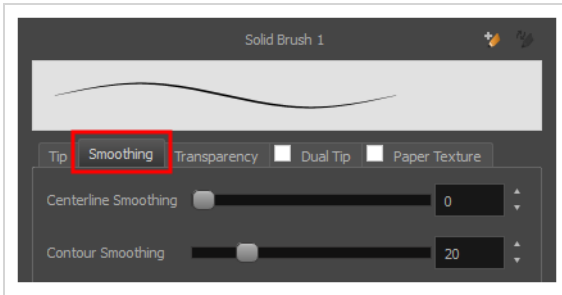 Solid Brush 1
Tip Smoothing Transparency Dual Tip Paper Texture
Centerline Smoothing 0
Contour Smoothing 20